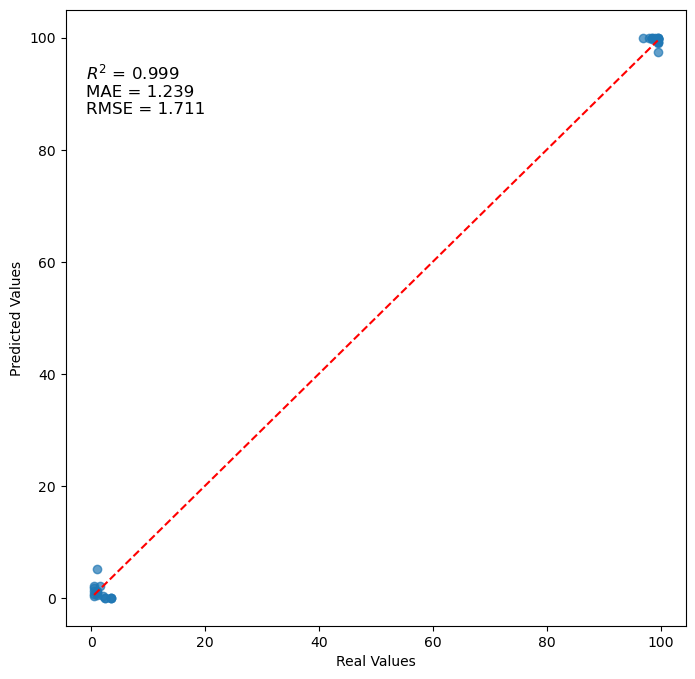 R² = 0.999
MAE = 1.239
RMSE = 1.711
100
80
60
40
20
0
Predicted Values
0 20 40 60 80 100
Real Values